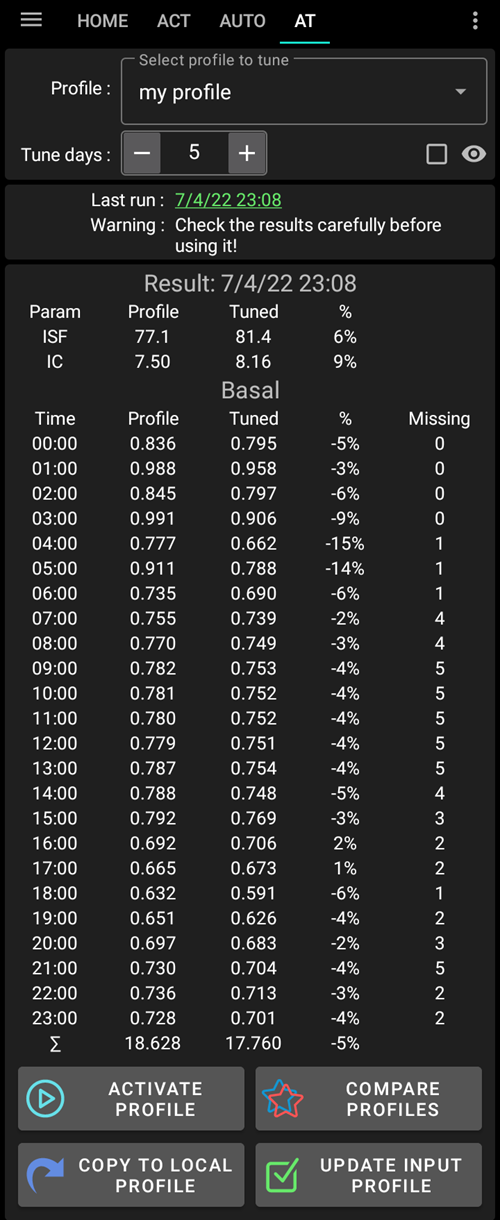 HOME ACT AUTO AT
Select profile to tune
Profile : my profile
Tune days : − 5 +
Last run : 7/4/22 23:08
Warning : Check the results carefully before
using it!
Result: 7/4/22 23:08
Param Profile Tuned %
ISF 77.1 81.4 6%
IC 7.50 8.16 9%
Basal
Time Profile Tuned % Missing
00:00 0.836 0.795 -5% 0
01:00 0.988 0.958 -3% 0
02:00 0.845 0.797 -6% 0
03:00 0.991 0.906 -9% 0
04:00 0.777 0.662 -15% 1
05:00 0.911 0.788 -14% 1
06:00 0.735 0.690 -6% 1
07:00 0.755 0.739 -2% 4
08:00 0.770 0.749 -3% 4
09:00 0.782 0.753 -4% 5
10:00 0.781 0.752 -4% 5
11:00 0.780 0.752 -4% 5
12:00 0.779 0.751 -4% 5
13:00 0.787 0.754 -4% 5
14:00 0.788 0.748 -5% 4
15:00 0.792 0.769 -3% 3
16:00 0.692 0.706 2% 2
17:00 0.665 0.673 1% 2
18:00 0.632 0.591 -6% 1
19:00 0.651 0.626 -4% 2
20:00 0.697 0.683 -2% 3
21:00 0.730 0.704 -4% 5
22:00 0.736 0.713 -3% 2
23:00 0.728 0.701 -4% 2
∑ 18.628 17.760 -5%
ACTIVATE
PROFILE
COMPARE
PROFILES
COPY TO LOCAL
PROFILE
UPDATE INPUT
PROFILE